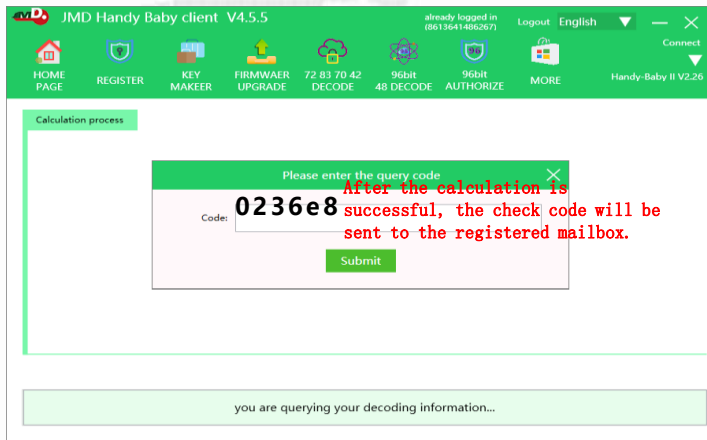 JMD JMD Handy Baby client V4.5.5
already logged in
(8613641486267)
Logout English
Connect
HOME
PAGE
REGISTER
KEY
MAKEER
FIRMWAER
UPGRADE
72 83 70 42
DECODE
96bit
48 DECODE
96
96bit
AUTHORIZE
MORE
Handy-Baby II V2.26
Calculation process
Please enter the query code
Code: 0236e8
After the calculation is
successful, the check code will be
sent to the registered mailbox.
Submit
you are querying your decoding information...